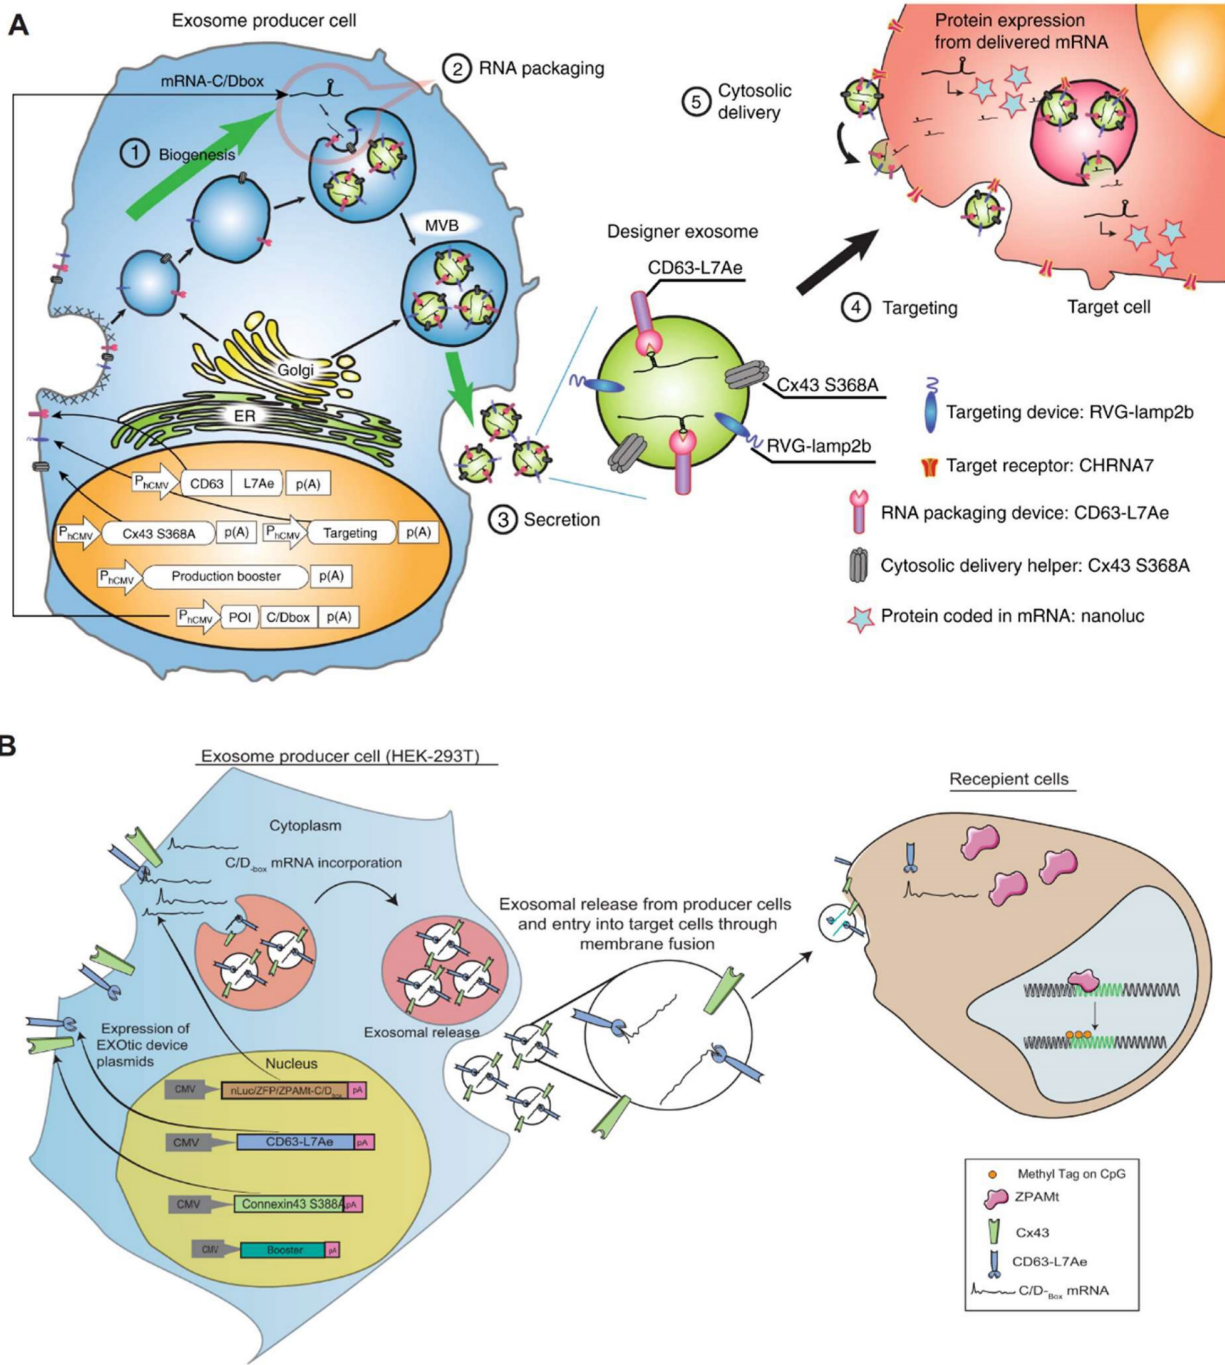 A
Exosome producer cell
mRNA-C/Dbox
2 RNA packaging
1 Biogenesis
MVB
Golgi
ER
PhCMV CD63 L7Ae p(A)
PhCMV Cx43 S368A p(A) PhCMV Targeting p(A)
PhCMV Production booster p(A)
PhCMV POI C/Dbox p(A)
3 Secretion
Designer exosome
CD63-L7Ae
Cx43 S368A
RVG-lamp2b
4 Targeting
5 Cytosolic
delivery
Protein expression
from delivered mRNA
Target cell
Targeting device: RVG-lamp2b
Target receptor: CHRNA7
RNA packaging device: CD63-L7Ae
Cytosolic delivery helper: Cx43 S368A
Protein coded in mRNA: nanoluc
B
Exosome producer cell (HEK-293T)
Cytoplasm
C/D-box mRNA incorporation
Exosomal release
Expression of
EXOtic device
plasmids
Nucleus
CMV nLuc/ZFP/ZPAMt-C/DBox pA
CMV CD63-L7Ae pA
CMV Connexin43 S388A pA
CMV Booster pA
Exosomal release from producer cells
and entry into target cells through
membrane fusion
Recepient cells
Methyl Tag on CpG
ZPAMt
Cx43
CD63-L7Ae
C/D-Box mRNA